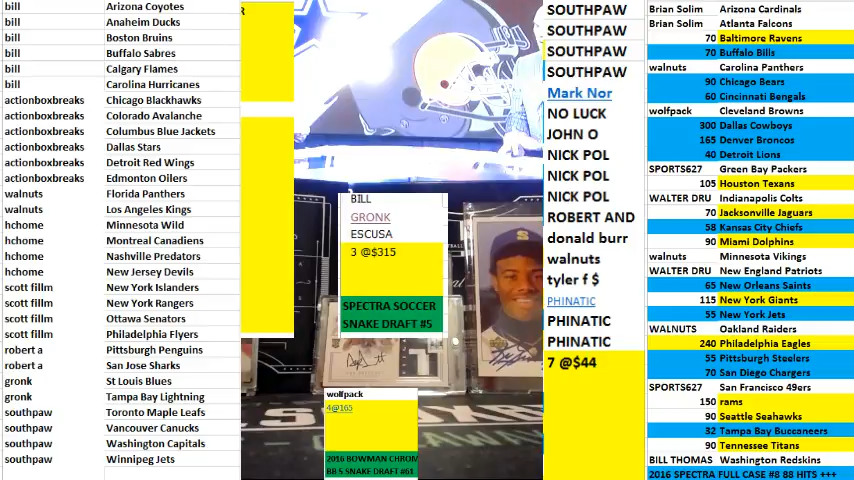 bill Arizona Coyotes
bill Anaheim Ducks
bill Boston Bruins
bill Buffalo Sabres
bill Calgary Flames
bill Carolina Hurricanes
actionboxbreaks Chicago Blackhawks
actionboxbreaks Colorado Avalanche
actionboxbreaks Columbus Blue Jackets
actionboxbreaks Dallas Stars
actionboxbreaks Detroit Red Wings
actionboxbreaks Edmonton Oilers
walnuts Florida Panthers
walnuts Los Angeles Kings
hchome Minnesota Wild
hchome Montreal Canadiens
hchome Nashville Predators
hchome New Jersey Devils
scott fillm New York Islanders
scott fillm New York Rangers
scott fillm Ottawa Senators
scott fillm Philadelphia Flyers
robert a Pittsburgh Penguins
robert a San Jose Sharks
gronk St Louis Blues
gronk Tampa Bay Lightning
southpaw Toronto Maple Leafs
southpaw Vancouver Canucks
southpaw Washington Capitals
southpaw Winnipeg Jets
R
BILL
GRONK
ESCUSA
3 @$315
SPECTRA SOCCER
SNAKE DRAFT #5
wolfpack
4@165
2016 BOWMAN CHROM
BB 5 SNAKE DRAFT #61
S
SOUTHPAW
SOUTHPAW
SOUTHPAW
SOUTHPAW
Mark Nor
NO LUCK
JOHN O
NICK POL
NICK POL
NICK POL
ROBERT AND
donald burr
walnuts
tyler f $
PHINATIC
PHINATIC
PHINATIC
7 @$44
Brian Solim Arizona Cardinals
Brian Solim Atlanta Falcons
70 Baltimore Ravens
70 Buffalo Bills
walnuts Carolina Panthers
90 Chicago Bears
60 Cincinnati Bengals
wolfpack Cleveland Browns
300 Dallas Cowboys
165 Denver Broncos
40 Detroit Lions
SPORTS627 Green Bay Packers
105 Houston Texans
WALTER DRU Indianapolis Colts
70 Jacksonville Jaguars
58 Kansas City Chiefs
90 Miami Dolphins
walnuts Minnesota Vikings
WALTER DRU New England Patriots
65 New Orleans Saints
115 New York Giants
55 New York Jets
WALNUTS Oakland Raiders
240 Philadelphia Eagles
55 Pittsburgh Steelers
70 San Diego Chargers
SPORTS627 San Francisco 49ers
150 rams
90 Seattle Seahawks
32 Tampa Bay Buccaneers
90 Tennessee Titans
BILL THOMAS Washington Redskins
2016 SPECTRA FULL CASE #8 88 HITS +++